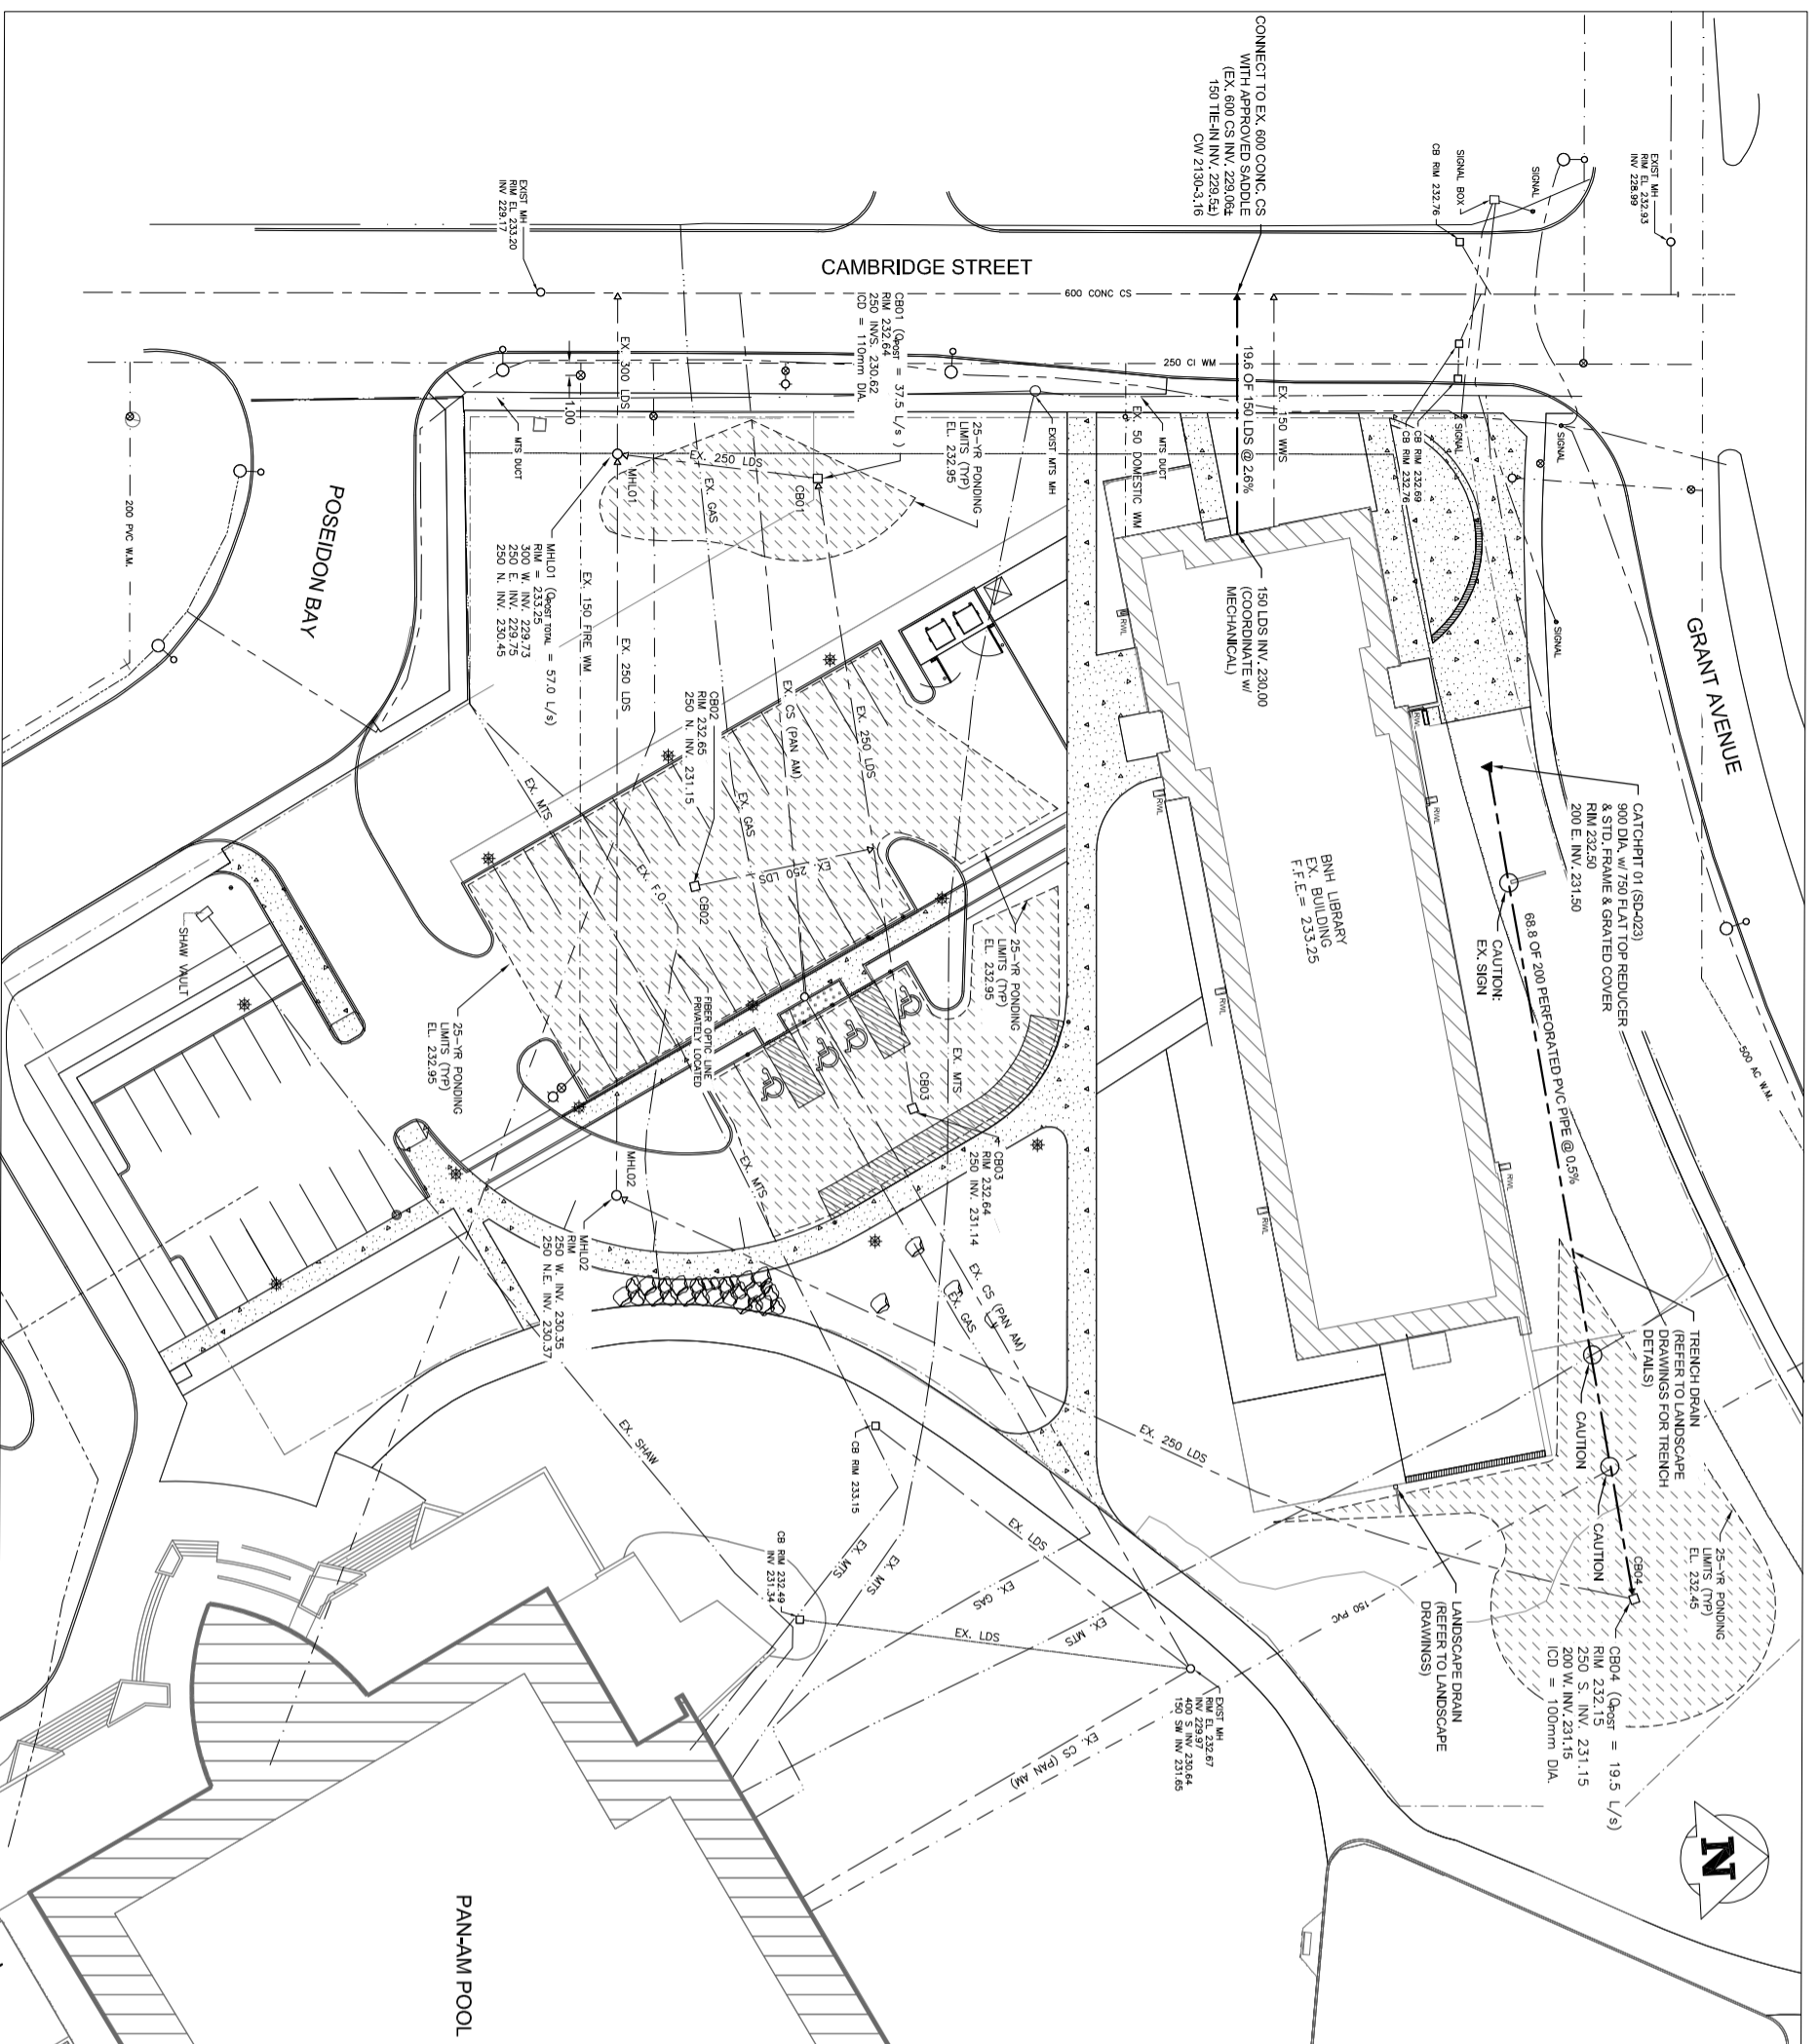 CONNECT TO EX. 600 CONC. CS
WITH APPROVED SADDLE
(EX. 600 CS INV. 229.06±
150 TIE-IN INV. 229.5±)
CW 2130-3.16
EXIST MH
RIM EL 232.93
INV 228.99
SIGNAL
SIGNAL BOX
CB RIM 232.76
EXIST MH
RIM EL 233.20
INV 229.17
CAMBRIDGE STREET
600 CONC CS
CB01 (QPOST = 37.5 L/s )
RIM 232.64
250 INVS. 230.62
ICD = 110mm DIA.
250 CI WM
19.6 OF 150 LDS @ 2.6%
EX. 150 WWS
EX. 300 LDS
1.00
MTS DUCT
EXIST MTS MH
MTS DUCT
EX. 50 DOMESTIC WM
CB RIM 232.69
CB RIM 232.76
SIGNAL
SIGNAL
SIGNAL
25-YR PONDING
LIMITS (TYP)
EL. 232.95
CB01
EX. 250 LDS
EX. GAS
MHL01
MHL01 (QPOST TOTAL = 57.0 L/s)
RIM = 233.25
300 W. INV. 229.73
250 E. INV. 229.75
250 N. INV. 230.45
POSEIDON BAY
200 PVC W.M.
EX. 150 FIRE WM
EX. 250 LDS
150 LDS INV. 230.00
(COORDINATE w/
MECHANICAL)
RWL
RWL
RWL
RWL
RWL
RWL
RWL
GRANT AVENUE
CATCHPIT 01 (SD-023)
900 DIA. w/ 750 FLAT TOP REDUCER
& STD. FRAME & GRATED COVER
RIM 232.50
200 E. INV. 231.50
CB02
RIM 232.65
250 N. INV. 231.15
EX. CS (PAN AM)
EX. 250 LDS
EX. GAS
EX. MTS
EX. F.O.
EX. 250 LDS
CB02
BNH LIBRARY
EX. BUILDING
F.F.E.= 233.25
CAUTION:
EX. SIGN
68.8 OF 200 PERFORATED PVC PIPE @ 0.5%
500 AC W.M.
SHAW VAULT
25-YR PONDING
LIMITS (TYP)
EL. 232.95
FIBER OPTIC LINE
PRIVATELY LOCATED
25-YR PONDING
LIMITS (TYP)
EL. 232.95
EX. MTS
CB03
CB03
RIM 232.64
250 INV. 231.14
EX. MTS
MHL02
MHL02
RIM
250 W. INV. 230.35
250 N.E. INV. 230.37
EX. CS (PAN AM)
EX. GAS
TRENCH DRAIN
(REFER TO LANDSCAPE
DRAWINGS FOR TRENCH
DETAILS)
CAUTION
CAUTION
25-YR PONDING
LIMITS (TYP)
EL. 232.45
CB04
CB04 (QPOST = 19.5 L/s)
RIM 232.15
250 S. INV. 231.15
200 W. INV. 231.15
ICD = 100mm DIA.
EX. SHAW
CB RIM 233.15
EX. 250 LDS
EX. LDS
CB RIM 232.49
INV 231.34
EX. MTS
EX. MTS
EX. GAS
EX. LDS
EX. MTS
150 PVC
LANDSCAPE DRAIN
(REFER TO LANDSCAPE
DRAWINGS)
EXIST MH
RIM EL 232.67
INV 229.97
400 S INV 230.64
150 SW INV 231.65
EX. CS (PAN AM)
PAN-AM POOL
N